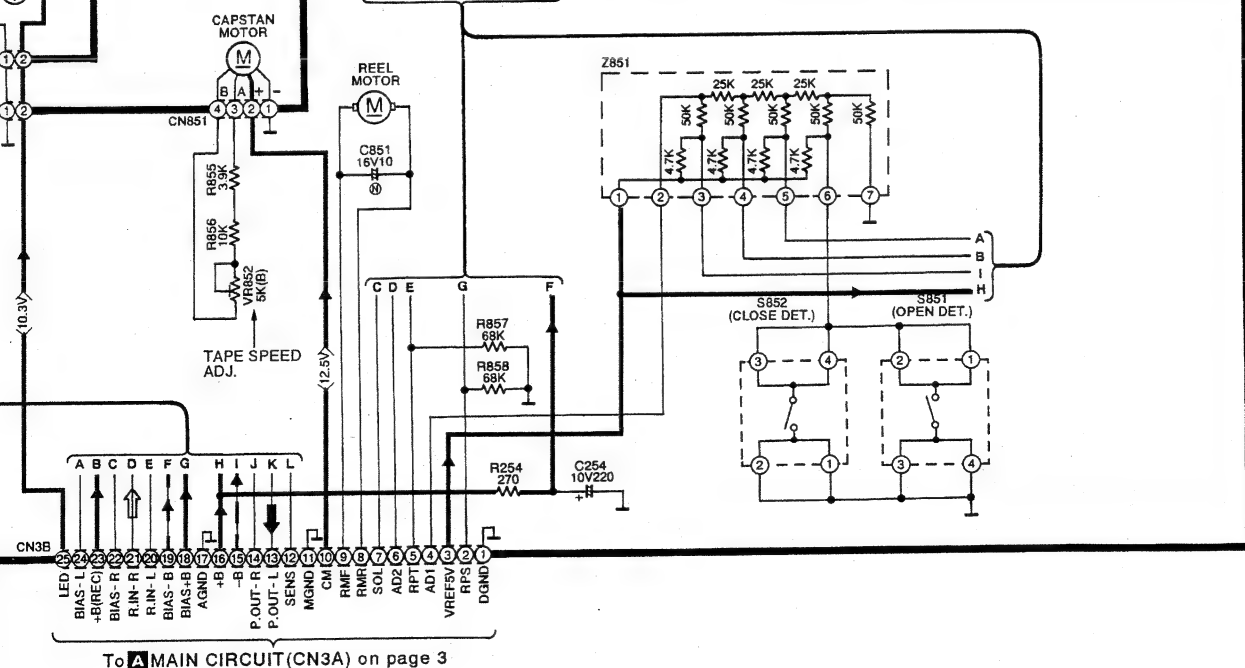 CAPSTAN
MOTOR
M
B A + -
4 3 2 1
CN851
1 2
1 2
REEL
MOTOR
M
C851
16V10
N
R855
3.9K
R856
10K
VR852
5K(B)
TAPE SPEED
ADJ.
10.3V
12.5V
Z851
25K 25K 25K
50K 50K 50K 50K 50K
4.7K 4.7K 4.7K 4.7K
1 2 3 4 5 6 7
A
B
I
H
C D E G F
R857
68K
R858
68K
S852
(CLOSE DET.)
S851
(OPEN DET.)
3 4 2 1
2 1 3 4
R254
270
C254
10V220
+
A B C D E F G H I J K L
CN3B
25 24 23 22 21 20 19 18 17 16 15 14 13 12 11 10 9 8 7 6 5 4 3 2 1
LED
BIAS-L
+B(REC)
BIAS-R
R.IN-R
R.IN-L
BIAS-B
BIAS+B
AGND
+B
-B
P.OUT-R
P.OUT-L
SENS
MGND
CM
RMF
RMR
SOL
AD2
RPT
AD1
VREF5V
RPS
DGND
To A MAIN CIRCUIT(CN3A) on page 3